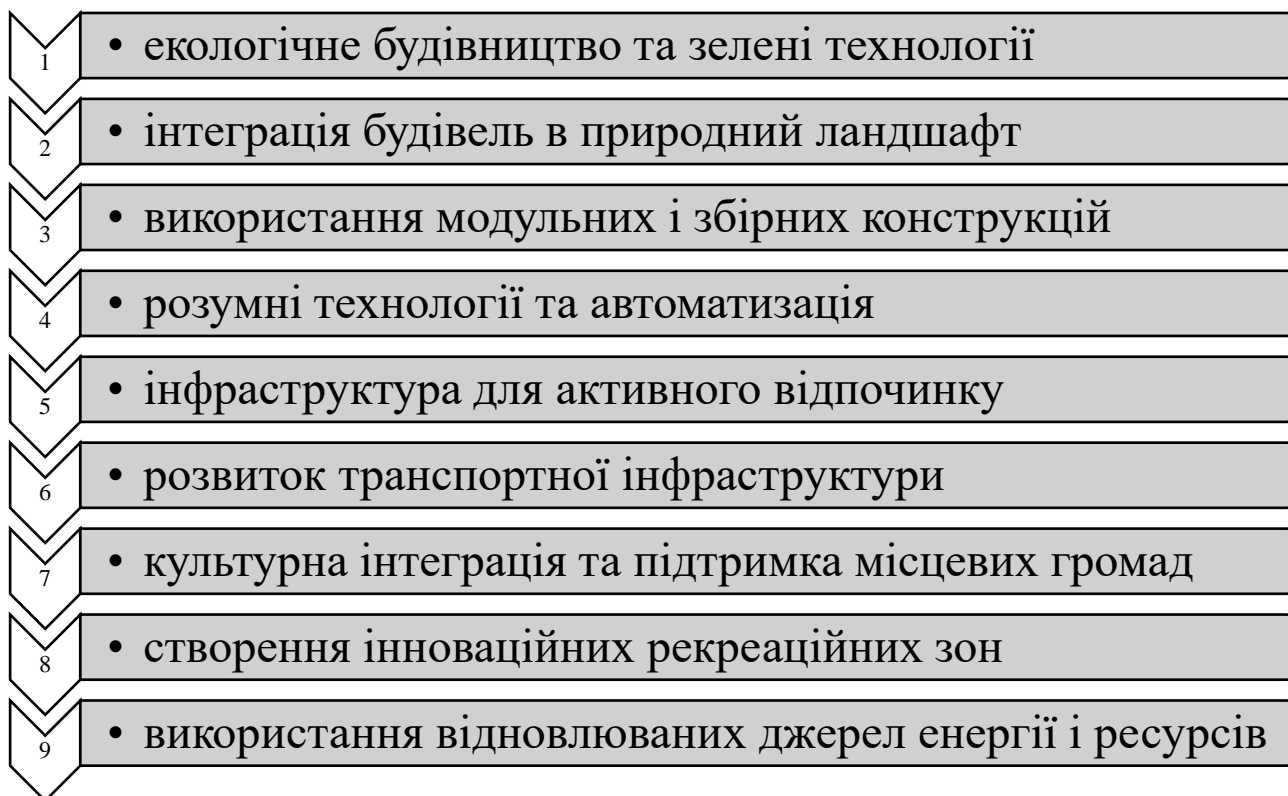 1 • екологічне будівництво та зелені технології
2 • інтеграція будівель в природний ландшафт
3 • використання модульних і збірних конструкцій
4 • розумні технології та автоматизація
5 • інфраструктура для активного відпочинку
6 • розвиток транспортної інфраструктури
7 • культурна інтеграція та підтримка місцевих громад
8 • створення інноваційних рекреаційних зон
9 • використання відновлюваних джерел енергії і ресурсів